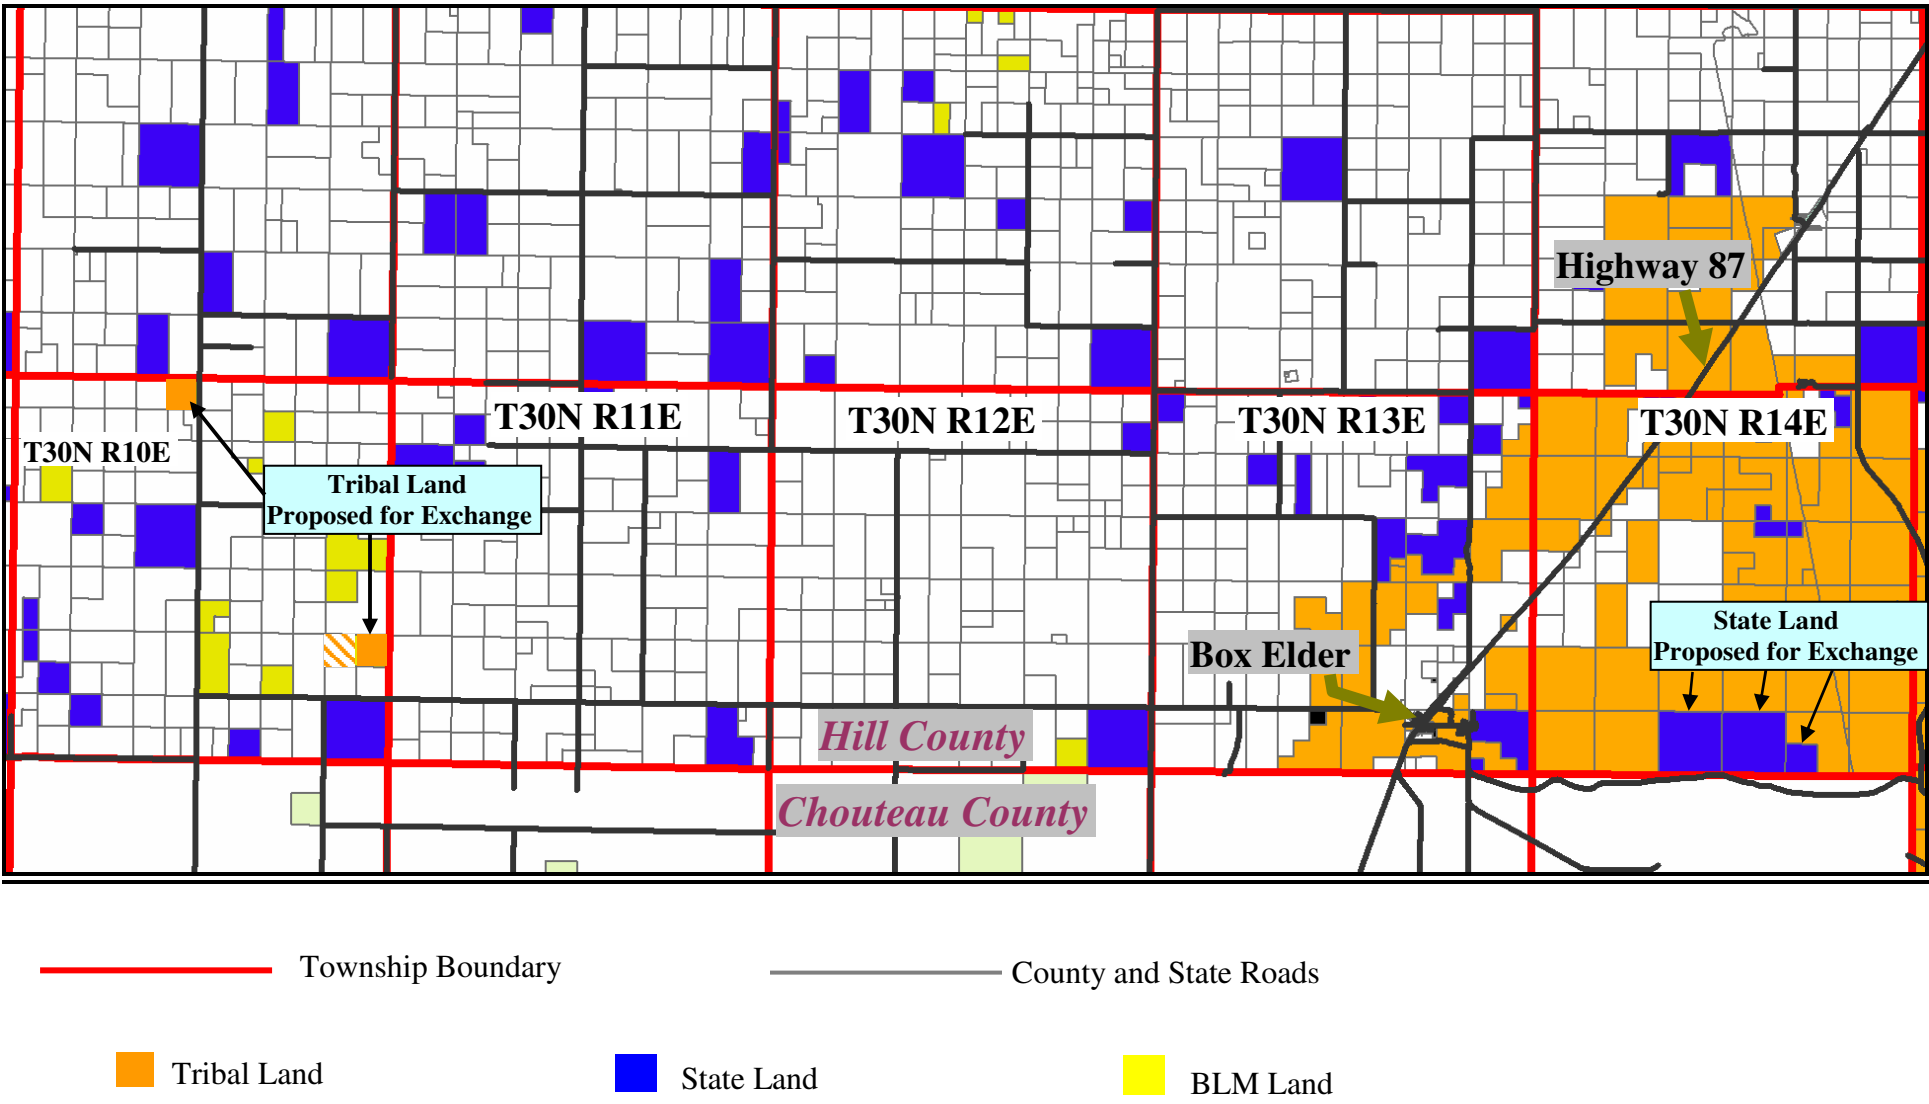 Highway 87
T30N R11E
T30N R12E
T30N R13E
T30N R14E
T30N R10E
Tribal Land
Proposed for Exchange
State Land
Proposed for Exchange
Box Elder
Hill County
Chouteau County
Township Boundary
County and State Roads
Tribal Land
State Land
BLM Land